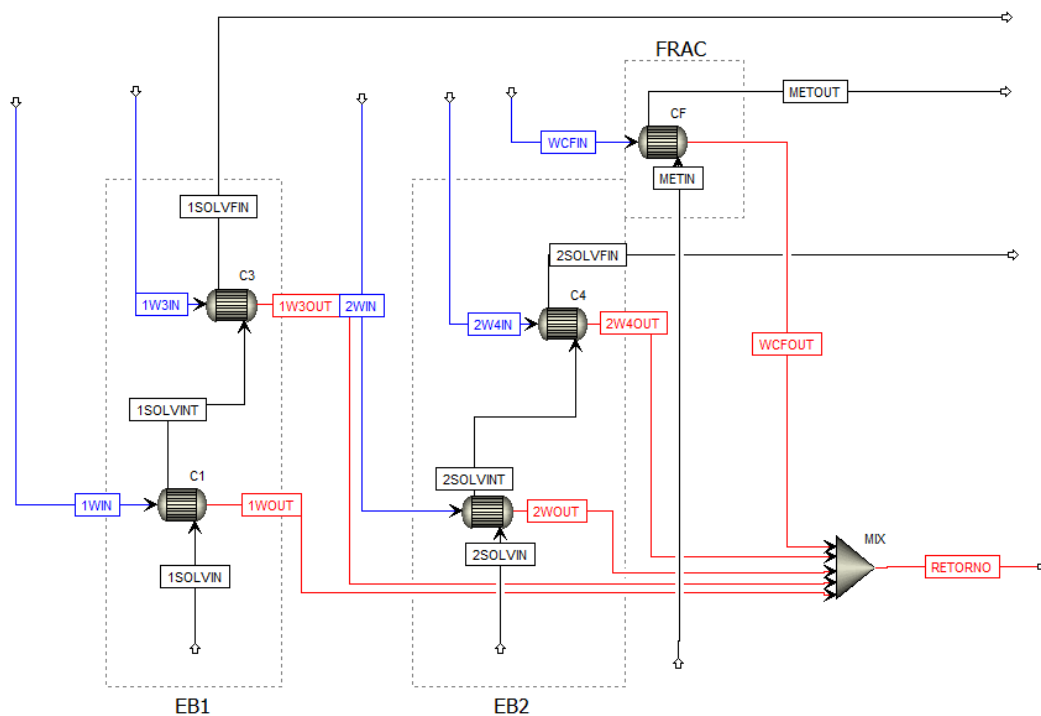 FRAC
METOUT
CF
WCFIN
METIN
1SOLVFIN
2SOLVFIN
C3
C4
1W3IN
1W3OUT
2WIN
2W4IN
2W4OUT
WCFOUT
1SOLVINT
C1
2SOLVINT
1WIN
1WOUT
2WOUT
MIX
2SOLVIN
1SOLVIN
RETORNO
EB1
EB2